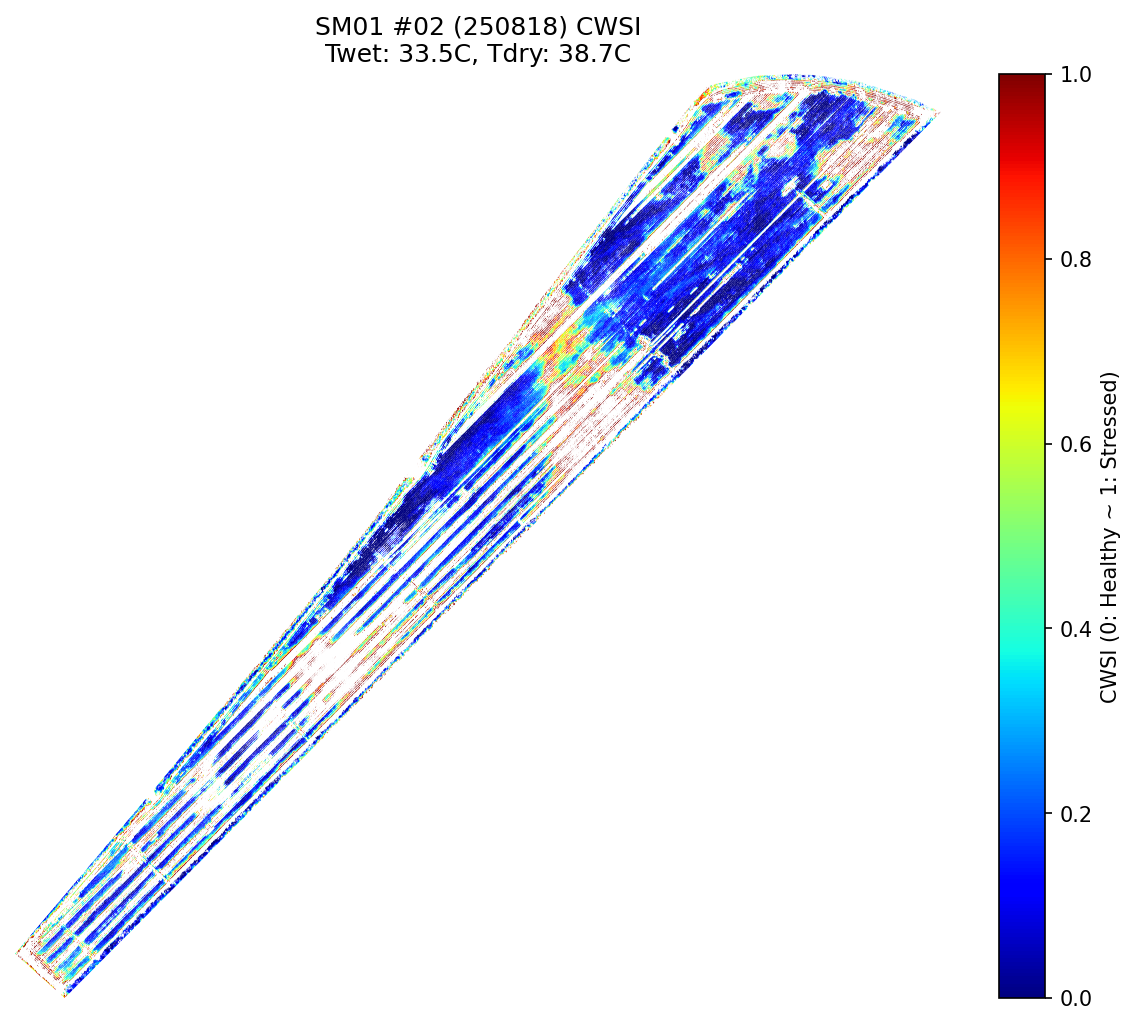 SM01 #02 (250818) CWSI
Twet: 33.5C, Tdry: 38.7C
1.0
0.8
0.6
0.4
0.2
0.0
CWSI (0: Healthy ~ 1: Stressed)